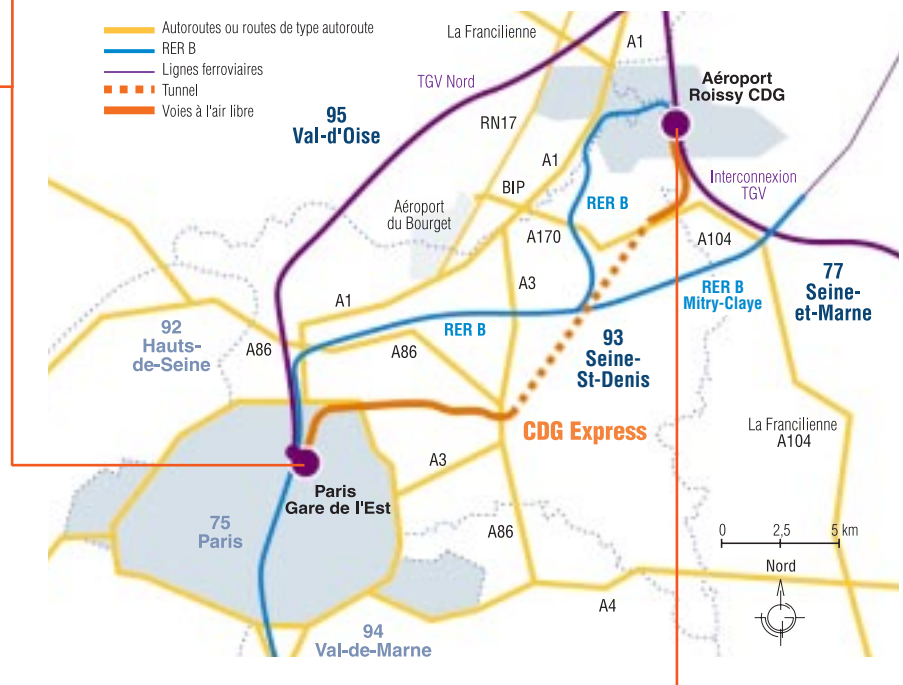 Autoroutes ou routes de type autoroute
RER B
Lignes ferroviaires
Tunnel
Voies à l'air libre
La Francilienne
A1
TGV Nord
Aéroport
Roissy CDG
95
Val-d'Oise
RN17
A1
BIP
Interconnexion
TGV
RER B
Aéroport
du Bourget
A170
A104
A3
77
Seine-
et-Marne
RER B
Mitry-Claye
A1
RER B
92
Hauts-
de-Seine
A86
A86
93
Seine-
St-Denis
CDG Express
La Francilienne
A104
A3
Paris
Gare de l'Est
75
Paris
A86
0 2,5 5 km
Nord
A4
94
Val-de-Marne